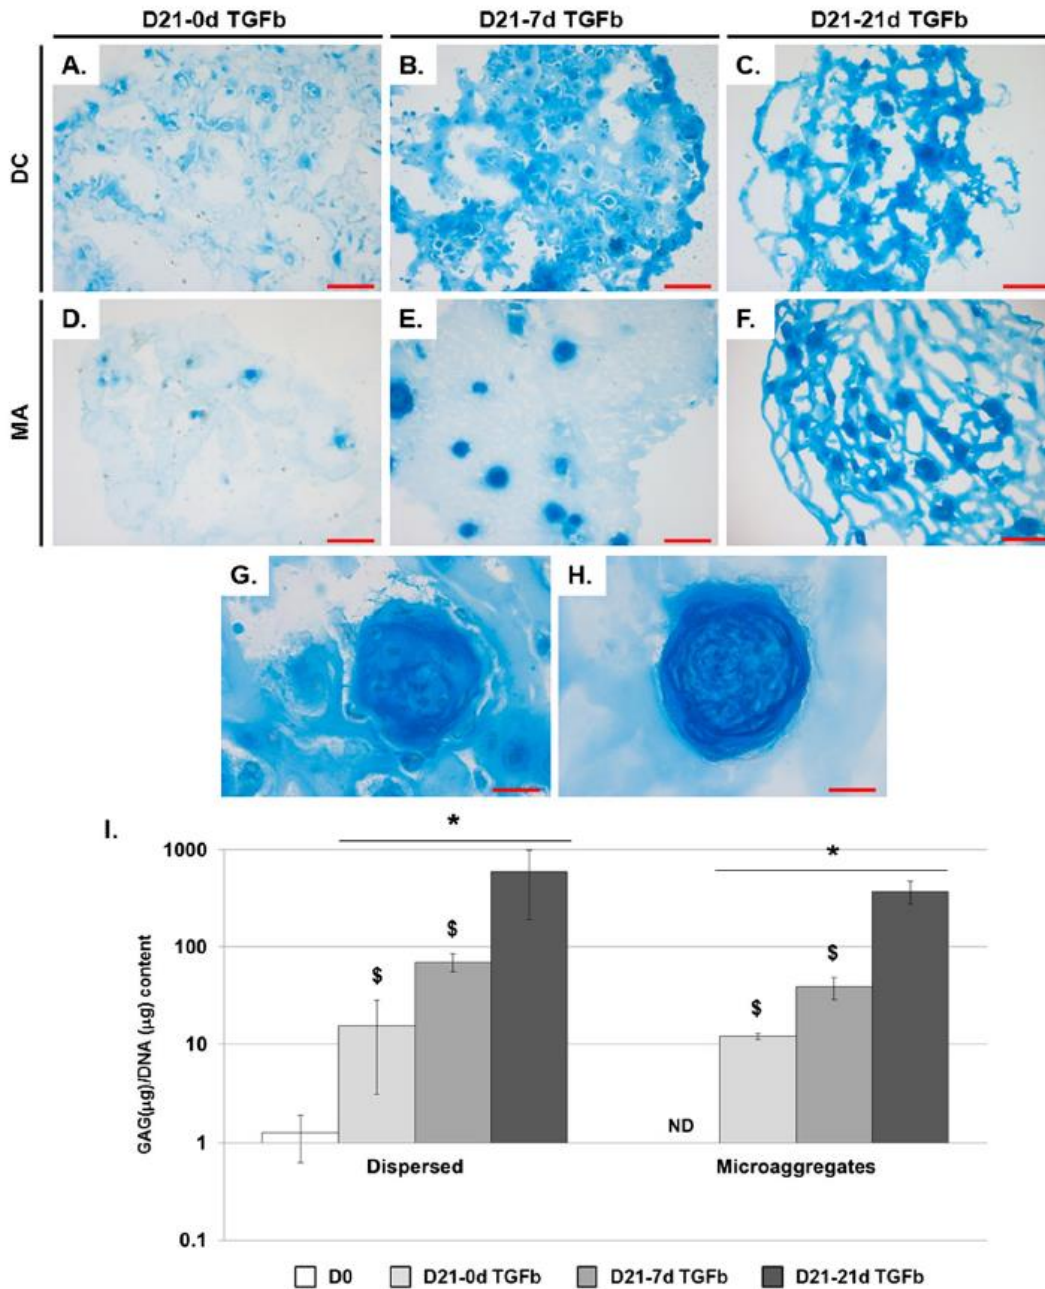 D21-0d TGFb D21-7d TGFb D21-21d TGFb
DC
A. B. C.
MA
D. E. F.
G. H.
I.
GAG(µg)/DNA (µg) content
1000
100
10
1
0.1
* *
$ $ $ $
ND
Dispersed Microaggregates
D0 D21-0d TGFb D21-7d TGFb D21-21d TGFb